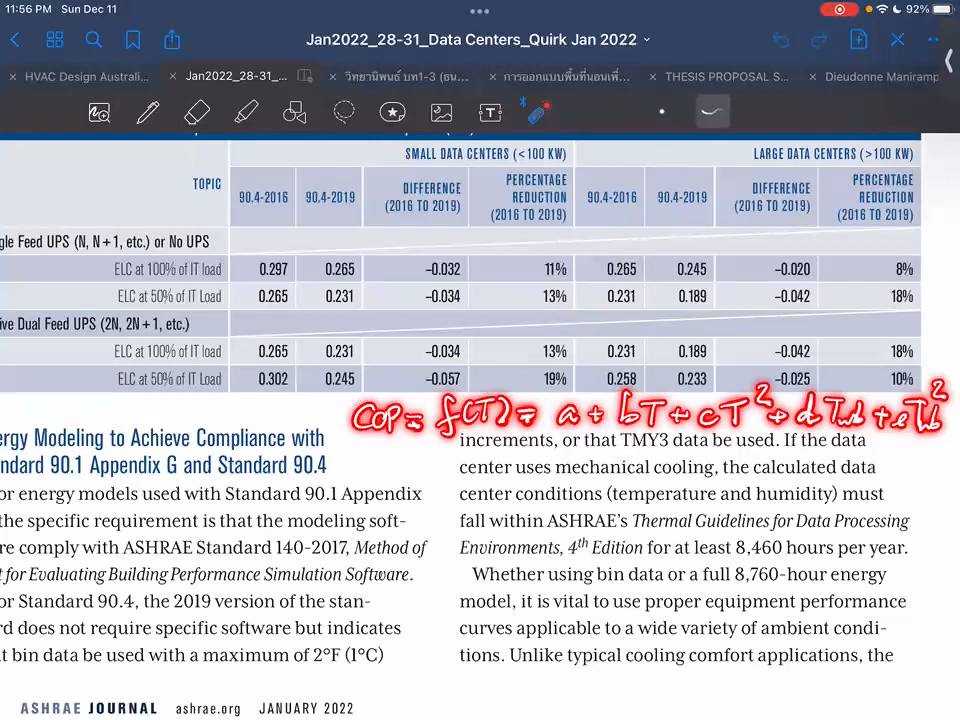 11:56 PM Sun Dec 11
92%
Jan2022_28-31_Data Centers_Quirk Jan 2022
HVAC Design Australi...
Jan2022_28-31_...
วิทยานิพนธ์ บท1-3 (ธน...
การออกแบบพื้นที่นอนเพื่...
THESIS PROPOSAL S...
Dieudonne Maniramp
SMALL DATA CENTERS (<100 KW) LARGE DATA CENTERS (>100 KW)
TOPIC 90.4-2016 90.4-2019 DIFFERENCE (2016 TO 2019) PERCENTAGE REDUCTION (2016 TO 2019) 90.4-2016 90.4-2019 DIFFERENCE (2016 TO 2019) PERCENTAGE REDUCTION (2016 TO 2019)
gle Feed UPS (N, N+1, etc.) or No UPS
ELC at 100% of IT load 0.297 0.265 –0.032 11% 0.265 0.245 –0.020 8%
ELC at 50% of IT Load 0.265 0.231 –0.034 13% 0.231 0.189 –0.042 18%
ive Dual Feed UPS (2N, 2N+1, etc.)
ELC at 100% of IT load 0.265 0.231 –0.034 13% 0.231 0.189 –0.042 18%
ELC at 50% of IT Load 0.302 0.245 –0.057 19% 0.258 0.233 –0.025 10%
COP = f(T) = a + bT + cT² + dTwb + eTwb²
ergy Modeling to Achieve Compliance with
ndard 90.1 Appendix G and Standard 90.4
or energy models used with Standard 90.1 Appendix
the specific requirement is that the modeling soft-
re comply with ASHRAE Standard 140-2017, Method of
t for Evaluating Building Performance Simulation Software.
or Standard 90.4, the 2019 version of the stan-
rd does not require specific software but indicates
t bin data be used with a maximum of 2°F (1°C)
increments, or that TMY3 data be used. If the data
center uses mechanical cooling, the calculated data
center conditions (temperature and humidity) must
fall within ASHRAE's Thermal Guidelines for Data Processing
Environments, 4th Edition for at least 8,460 hours per year.
Whether using bin data or a full 8,760-hour energy
model, it is vital to use proper equipment performance
curves applicable to a wide variety of ambient condi-
tions. Unlike typical cooling comfort applications, the
ASHRAE JOURNAL ashrae.org JANUARY 2022